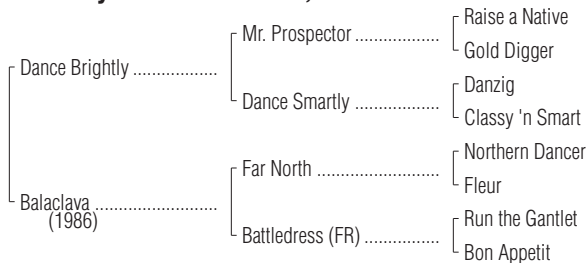 Raise a Native
Mr. Prospector ..................
Gold Digger
Dance Brightly ..................
Danzig
Dance Smartly ...................
Classy 'n Smart
Northern Dancer
Far North ..........................
Fleur
Balaclava ..........................
(1986)
Run the Gantlet
Battledress (FR) ................
Bon Appetit